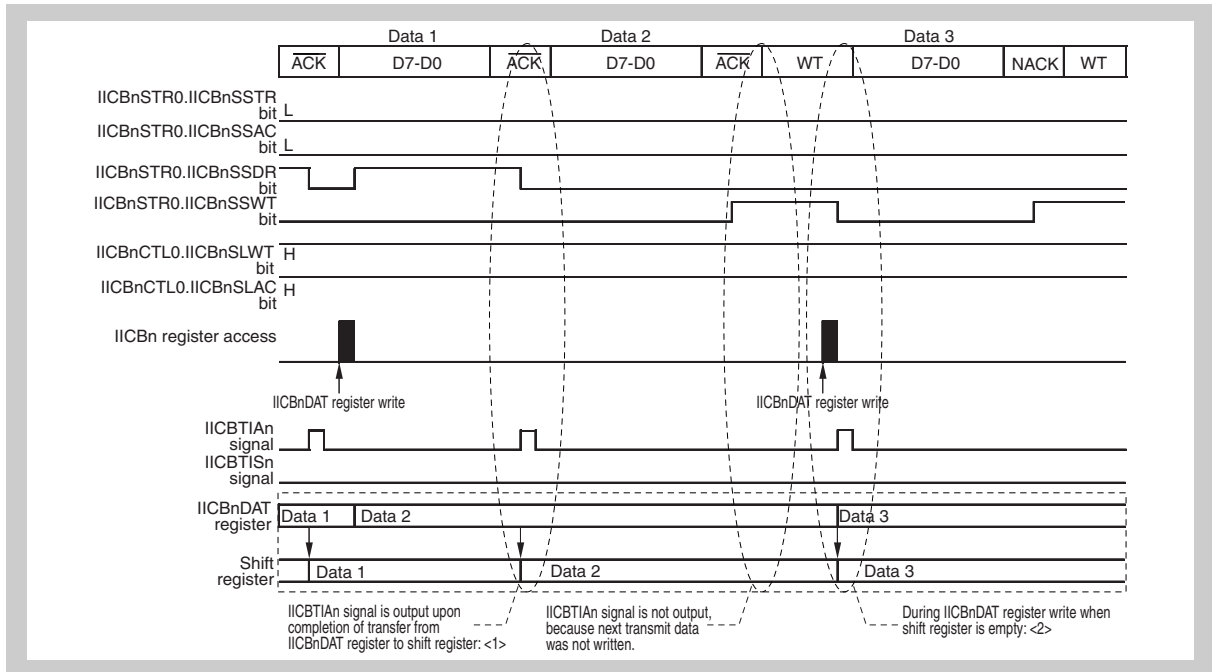 Data 1 Data 2 Data 3
ACK D7-D0 ACK D7-D0 ACK WT D7-D0 NACK WT
IICBnSTR0.IICBnSSTR
bit L
IICBnSTR0.IICBnSSAC
bit L
IICBnSTR0.IICBnSSDR
bit
IICBnSTR0.IICBnSSWT
bit
IICBnCTL0.IICBnSLWT H
bit
IICBnCTL0.IICBnSLAC H
bit
IICBn register access
IICBnDAT register write IICBnDAT register write
IICBTIAn
signal
IICBTISn
signal
IICBnDAT
register
Data 1 Data 2 Data 3
Shift
register
Data 1 Data 2 Data 3
IICBTIAn signal is output upon
completion of transfer from
IICBnDAT register to shift register: <1>
IICBTIAn signal is not output,
because next transmit data
was not written.
During IICBnDAT register write when
shift register is empty: <2>